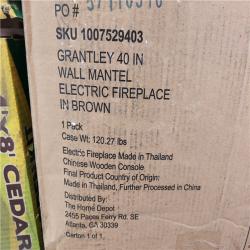 PO # 57110510
SKU 1007529403
GRANTLEY 40 IN
WALL MANTEL
ELECTRIC FIREPLACE
IN BROWN
1 Pack
Case Wt: 120.27 lbs
Electric Fireplace Made in Thailand
Chinese Wooden Console
Final Product Country of Origin:
Made in Thailand, Further Processed in China
Distributed By:
The Home Depot
2455 Paces Ferry RD. SE
Atlanta, GA 30339
Carton 1 of 1.
4'X8' CEDAR